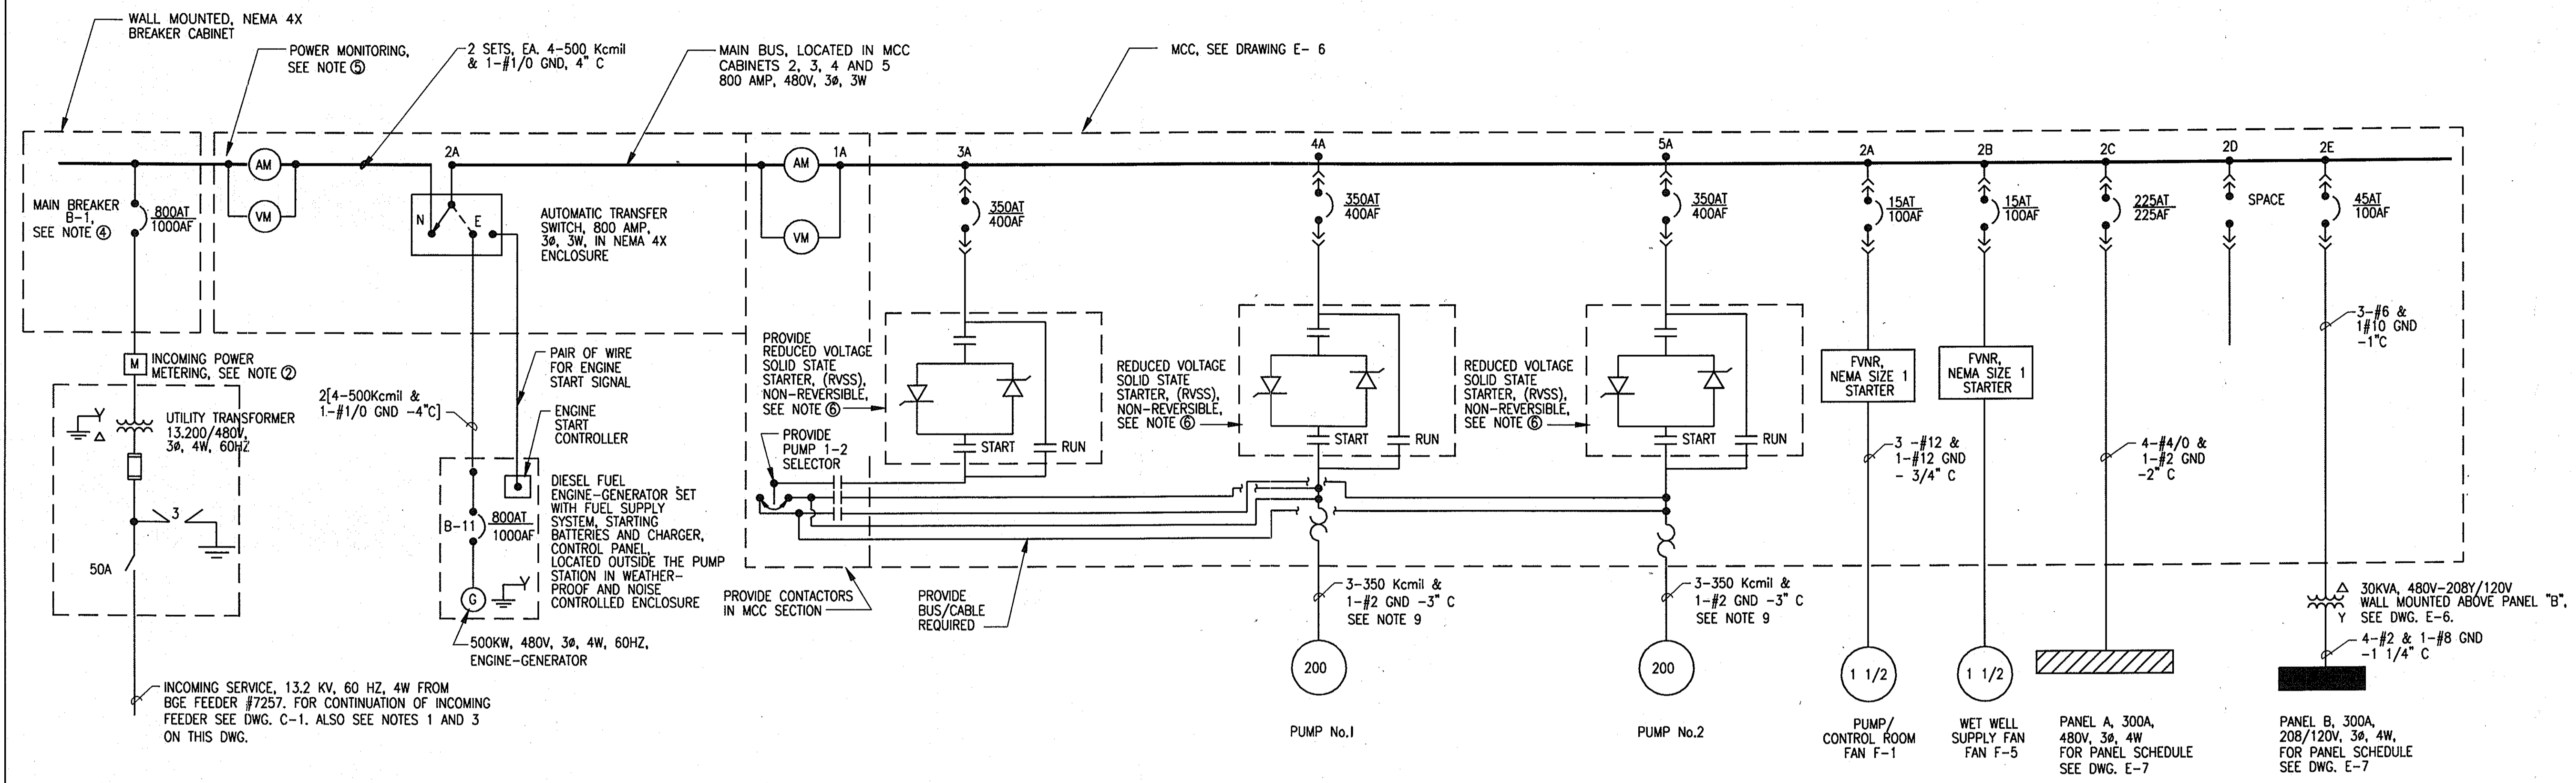 WALL MOUNTED, NEMA 4X
BREAKER CABINET
POWER MONITORING,
SEE NOTE ⑤
2 SETS, EA. 4-500 Kcmil
& 1-#1/0 GND, 4" C
MAIN BUS, LOCATED IN MCC
CABINETS 2, 3, 4 AND 5
800 AMP, 480V, 3ø, 3W
MCC, SEE DRAWING E- 6
AM
VM
2A
AM
VM
1A
3A
4A
5A
2A
2B
2C
2D
2E
MAIN BREAKER
B-1,
SEE NOTE ④
800AT
1000AF
N
E
AUTOMATIC TRANSFER
SWITCH, 800 AMP,
3ø, 3W, IN NEMA 4X
ENCLOSURE
350AT
400AF
350AT
400AF
350AT
400AF
15AT
100AF
15AT
100AF
225AT
225AF
SPACE
45AT
100AF
M
INCOMING POWER
METERING, SEE NOTE ②
Y
△
UTILITY TRANSFORMER
13,200/480V,
3ø, 4W, 60HZ
3
50A
2[4-500Kcmil &
1-#1/0 GND -4"C]
PAIR OF WIRE
FOR ENGINE
START SIGNAL
ENGINE
START
CONTROLLER
B-11
800AT
1000AF
G
Y
DIESEL FUEL
ENGINE-GENERATOR SET
WITH FUEL SUPPLY
SYSTEM, STARTING
BATTERIES AND CHARGER,
CONTROL PANEL,
LOCATED OUTSIDE THE PUMP
STATION IN WEATHER-
PROOF AND NOISE
CONTROLLED ENCLOSURE
500KW, 480V, 3ø, 4W, 60HZ,
ENGINE-GENERATOR
INCOMING SERVICE, 13.2 KV, 60 HZ, 4W FROM
BGE FEEDER #7257. FOR CONTINUATION OF INCOMING
FEEDER SEE DWG. C-1. ALSO SEE NOTES 1 AND 3
ON THIS DWG.
PROVIDE
REDUCED VOLTAGE
SOLID STATE
STARTER, (RVSS),
NON-REVERSIBLE,
SEE NOTE ⑥
START
RUN
PROVIDE
PUMP 1-2
SELECTOR
REDUCED VOLTAGE
SOLID STATE
STARTER, (RVSS),
NON-REVERSIBLE,
SEE NOTE ⑥
START
RUN
REDUCED VOLTAGE
SOLID STATE
STARTER, (RVSS),
NON-REVERSIBLE,
SEE NOTE ⑥
START
RUN
PROVIDE CONTACTORS
IN MCC SECTION
PROVIDE
BUS/CABLE
REQUIRED
3-350 Kcmil &
1-#2 GND -3" C
SEE NOTE 9
200
PUMP No.1
3-350 Kcmil &
1-#2 GND -3" C
SEE NOTE 9
200
PUMP No.2
FVNR,
NEMA SIZE 1
STARTER
3 -#12 &
1-#12 GND
- 3/4" C
1 1/2
PUMP/
CONTROL ROOM
FAN F-1
FVNR,
NEMA SIZE 1
STARTER
1 1/2
WET WELL
SUPPLY FAN
FAN F-5
4-#4/0 &
1-#2 GND
-2" C
PANEL A, 300A,
480V, 3ø, 4W
FOR PANEL SCHEDULE
SEE DWG. E-7
3-#6 &
1#10 GND
-1"C
△
Y
30KVA, 480V-208Y/120V
WALL MOUNTED ABOVE PANEL "B",
SEE DWG. E-6.
4-#2 & 1-#8 GND
-1 1/4" C
PANEL B, 300A,
208/120V, 3ø, 4W,
FOR PANEL SCHEDULE
SEE DWG. E-7